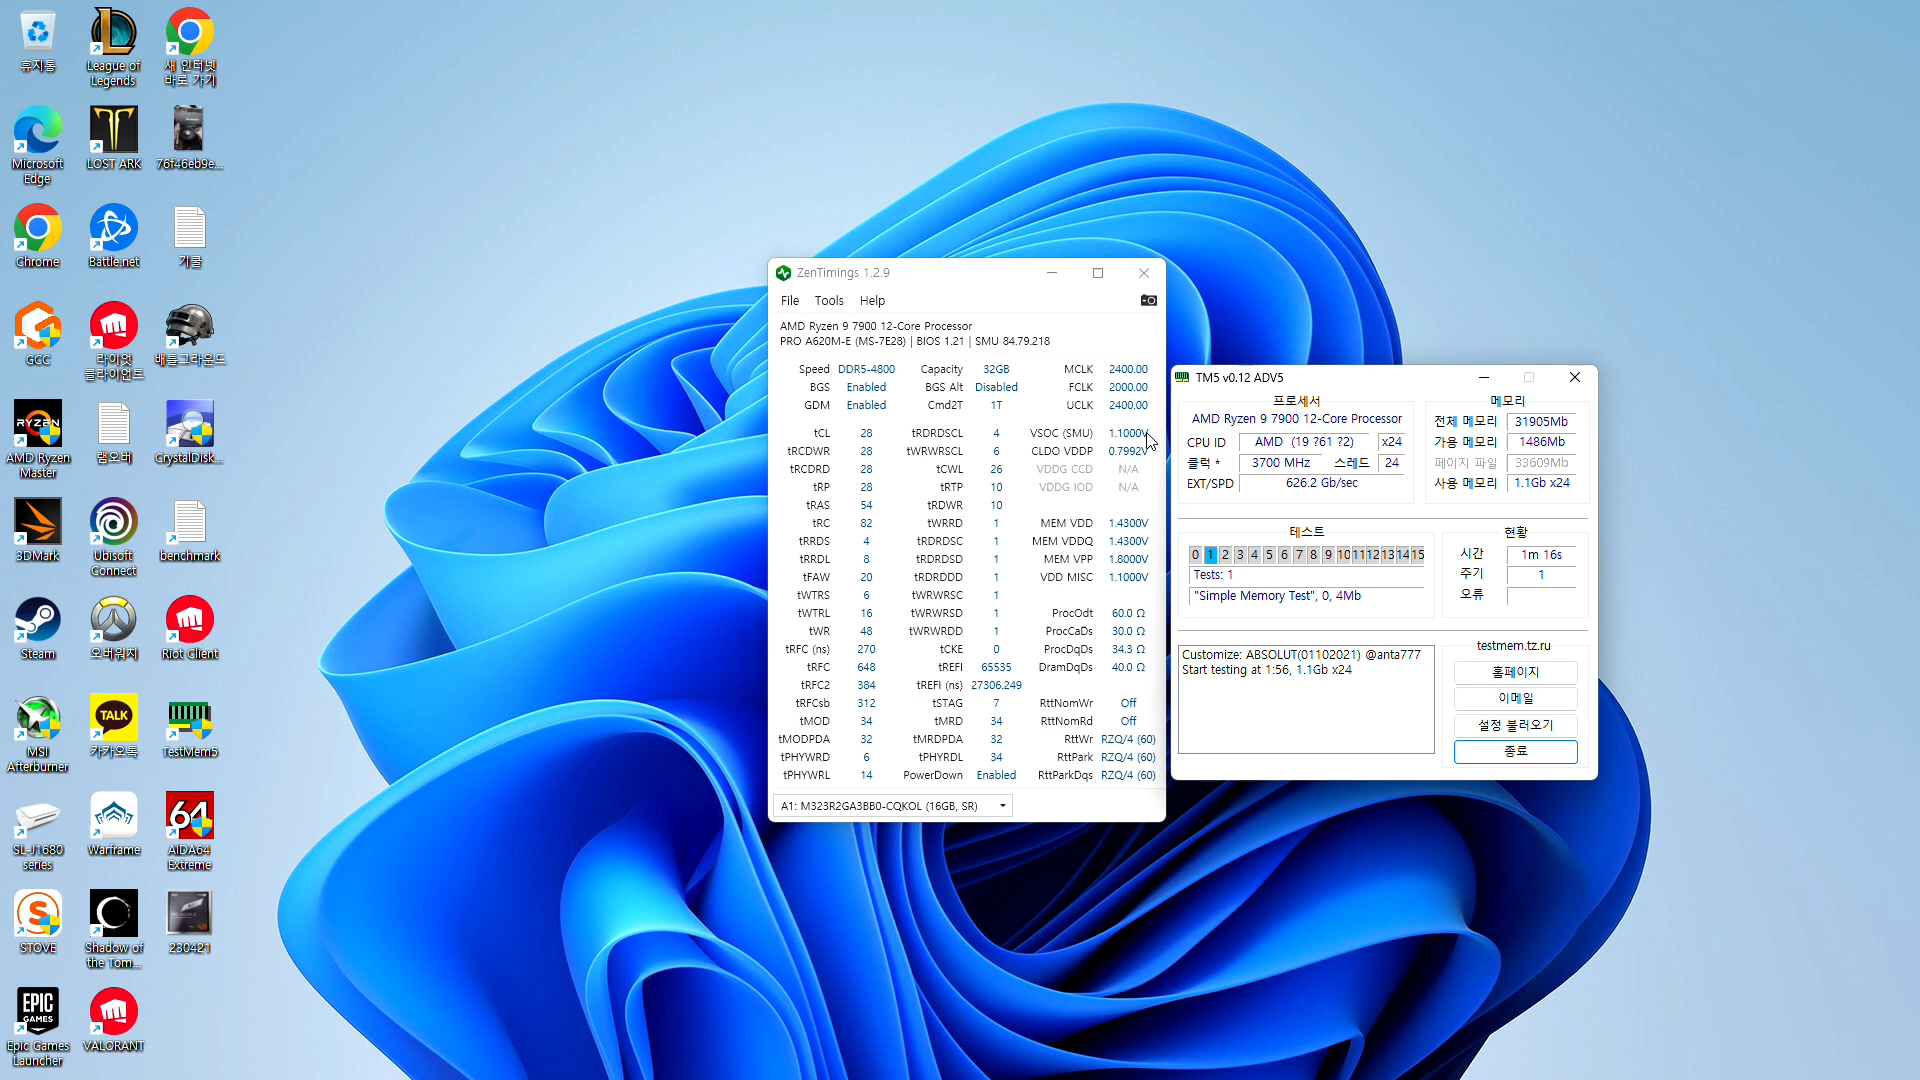 휴지통
League of
Legends
새 인터넷
바로 가기
Microsoft
Edge
LOST ARK
76f46eb9e...
Chrome
Battle.net
기쿨
GCC
라이엇
클라이언트
배틀그라운드
RYZEN
AMD Ryzen
Master
램오버
CrystalDisk...
3DMark
Ubisoft
Connect
benchmark
Steam
오버워치
Riot Client
MSI
Afterburner
TALK
카카오톡
TestMem5
SL-J1680
series
Warframe
64
AIDA64
Extreme
STOVE
Shadow of
the Tom...
230421
EPIC
GAMES
Epic Games
Launcher
VALORANT
ZenTimings 1.2.9
File Tools Help
AMD Ryzen 9 7900 12-Core Processor
PRO A620M-E (MS-7E28) | BIOS 1.21 | SMU 84.79.218
Speed DDR5-4800 Capacity 32GB MCLK 2400.00
BGS Enabled BGS Alt Disabled FCLK 2000.00
GDM Enabled Cmd2T 1T UCLK 2400.00
tCL 28 tRDRDSCL 4 VSOC (SMU) 1.1000V
tRCDWR 28 tWRWRSCL 6 CLDO VDDP 0.7992V
tRCDRD 28 tCWL 26 VDDG CCD N/A
tRP 28 tRTP 10 VDDG IOD N/A
tRAS 54 tRDWR 10
tRC 82 tWRRD 1 MEM VDD 1.4300V
tRRDS 4 tRDRDSC 1 MEM VDDQ 1.4300V
tRRDL 8 tRDRDSD 1 MEM VPP 1.8000V
tFAW 20 tRDRDDD 1 VDD MISC 1.1000V
tWTRS 6 tWRWRSC 1
tWTRL 16 tWRWRSD 1 ProcOdt 60.0 Ω
tWR 48 tWRWRDD 1 ProcCaDs 30.0 Ω
tRFC (ns) 270 tCKE 0 ProcDqDs 34.3 Ω
tRFC 648 tREFI 65535 DramDqDs 40.0 Ω
tRFC2 384 tREFI (ns) 27306.249
tRFCsb 312 tSTAG 7 RttNomWr Off
tMOD 34 tMRD 34 RttNomRd Off
tMODPDA 32 tMRDPDA 32 RttWr RZQ/4 (60)
tPHYWRD 6 tPHYRDL 34 RttPark RZQ/4 (60)
tPHYWRL 14 PowerDown Enabled RttParkDqs RZQ/4 (60)
A1: M323R2GA3BB0-CQKOL (16GB, SR)
TM5 v0.12 ADV5
프로세서
AMD Ryzen 9 7900 12-Core Processor
CPU ID AMD (19 ?61 ?2) x24
클럭 * 3700 MHz 스레드 24
EXT/SPD 626.2 Gb/sec
메모리
전체 메모리 31905Mb
가용 메모리 1486Mb
페이지 파일 33609Mb
사용 메모리 1.1Gb x24
테스트
0 1 2 3 4 5 6 7 8 9 10 11 12 13 14 15
Tests: 1
"Simple Memory Test", 0, 4Mb
현황
시간 1m 16s
주기 1
오류
Customize: ABSOLUT(01102021) @anta777
Start testing at 1:56, 1.1Gb x24
testmem.tz.ru
홈페이지
이메일
설정 불러오기
종료